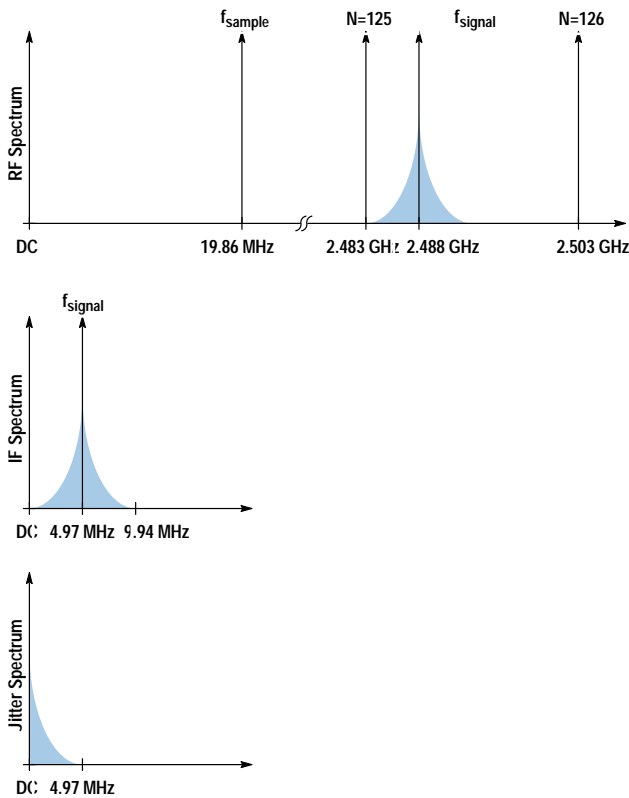 fsample N=125 fsignal N=126
RF Spectrum
DC 19.86 MHz 2.483 GHz 2.488 GHz 2.503 GHz
fsignal
IF Spectrum
DC 4.97 MHz 9.94 MHz
Jitter Spectrum
DC 4.97 MHz